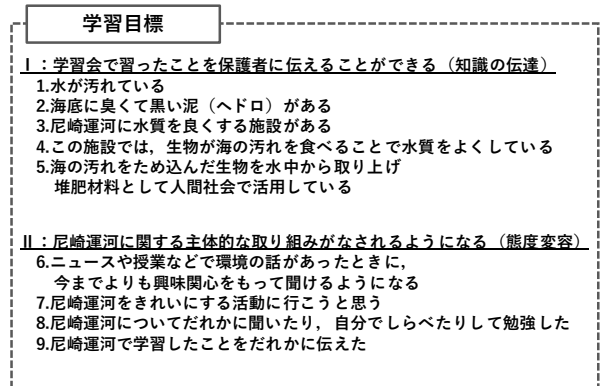 学習目標
Ⅰ：学習会で習ったことを保護者に伝えることができる（知識の伝達）
1.水が汚れている
2.海底に臭くて黒い泥（ヘドロ）がある
3.尼崎運河に水質を良くする施設がある
4.この施設では，生物が海の汚れを食べることで水質をよくしている
5.海の汚れをため込んだ生物を水中から取り上げ
堆肥材料として人間社会で活用している
Ⅱ：尼崎運河に関する主体的な取り組みがなされるようになる（態度変容）
6.ニュースや授業などで環境の話があったときに，
今までよりも興味関心をもって聞けるようになる
7.尼崎運河をきれいにする活動に行こうと思う
8.尼崎運河についてだれかに聞いたり，自分でしらべたりして勉強した
9.尼崎運河で学習したことをだれかに伝えた